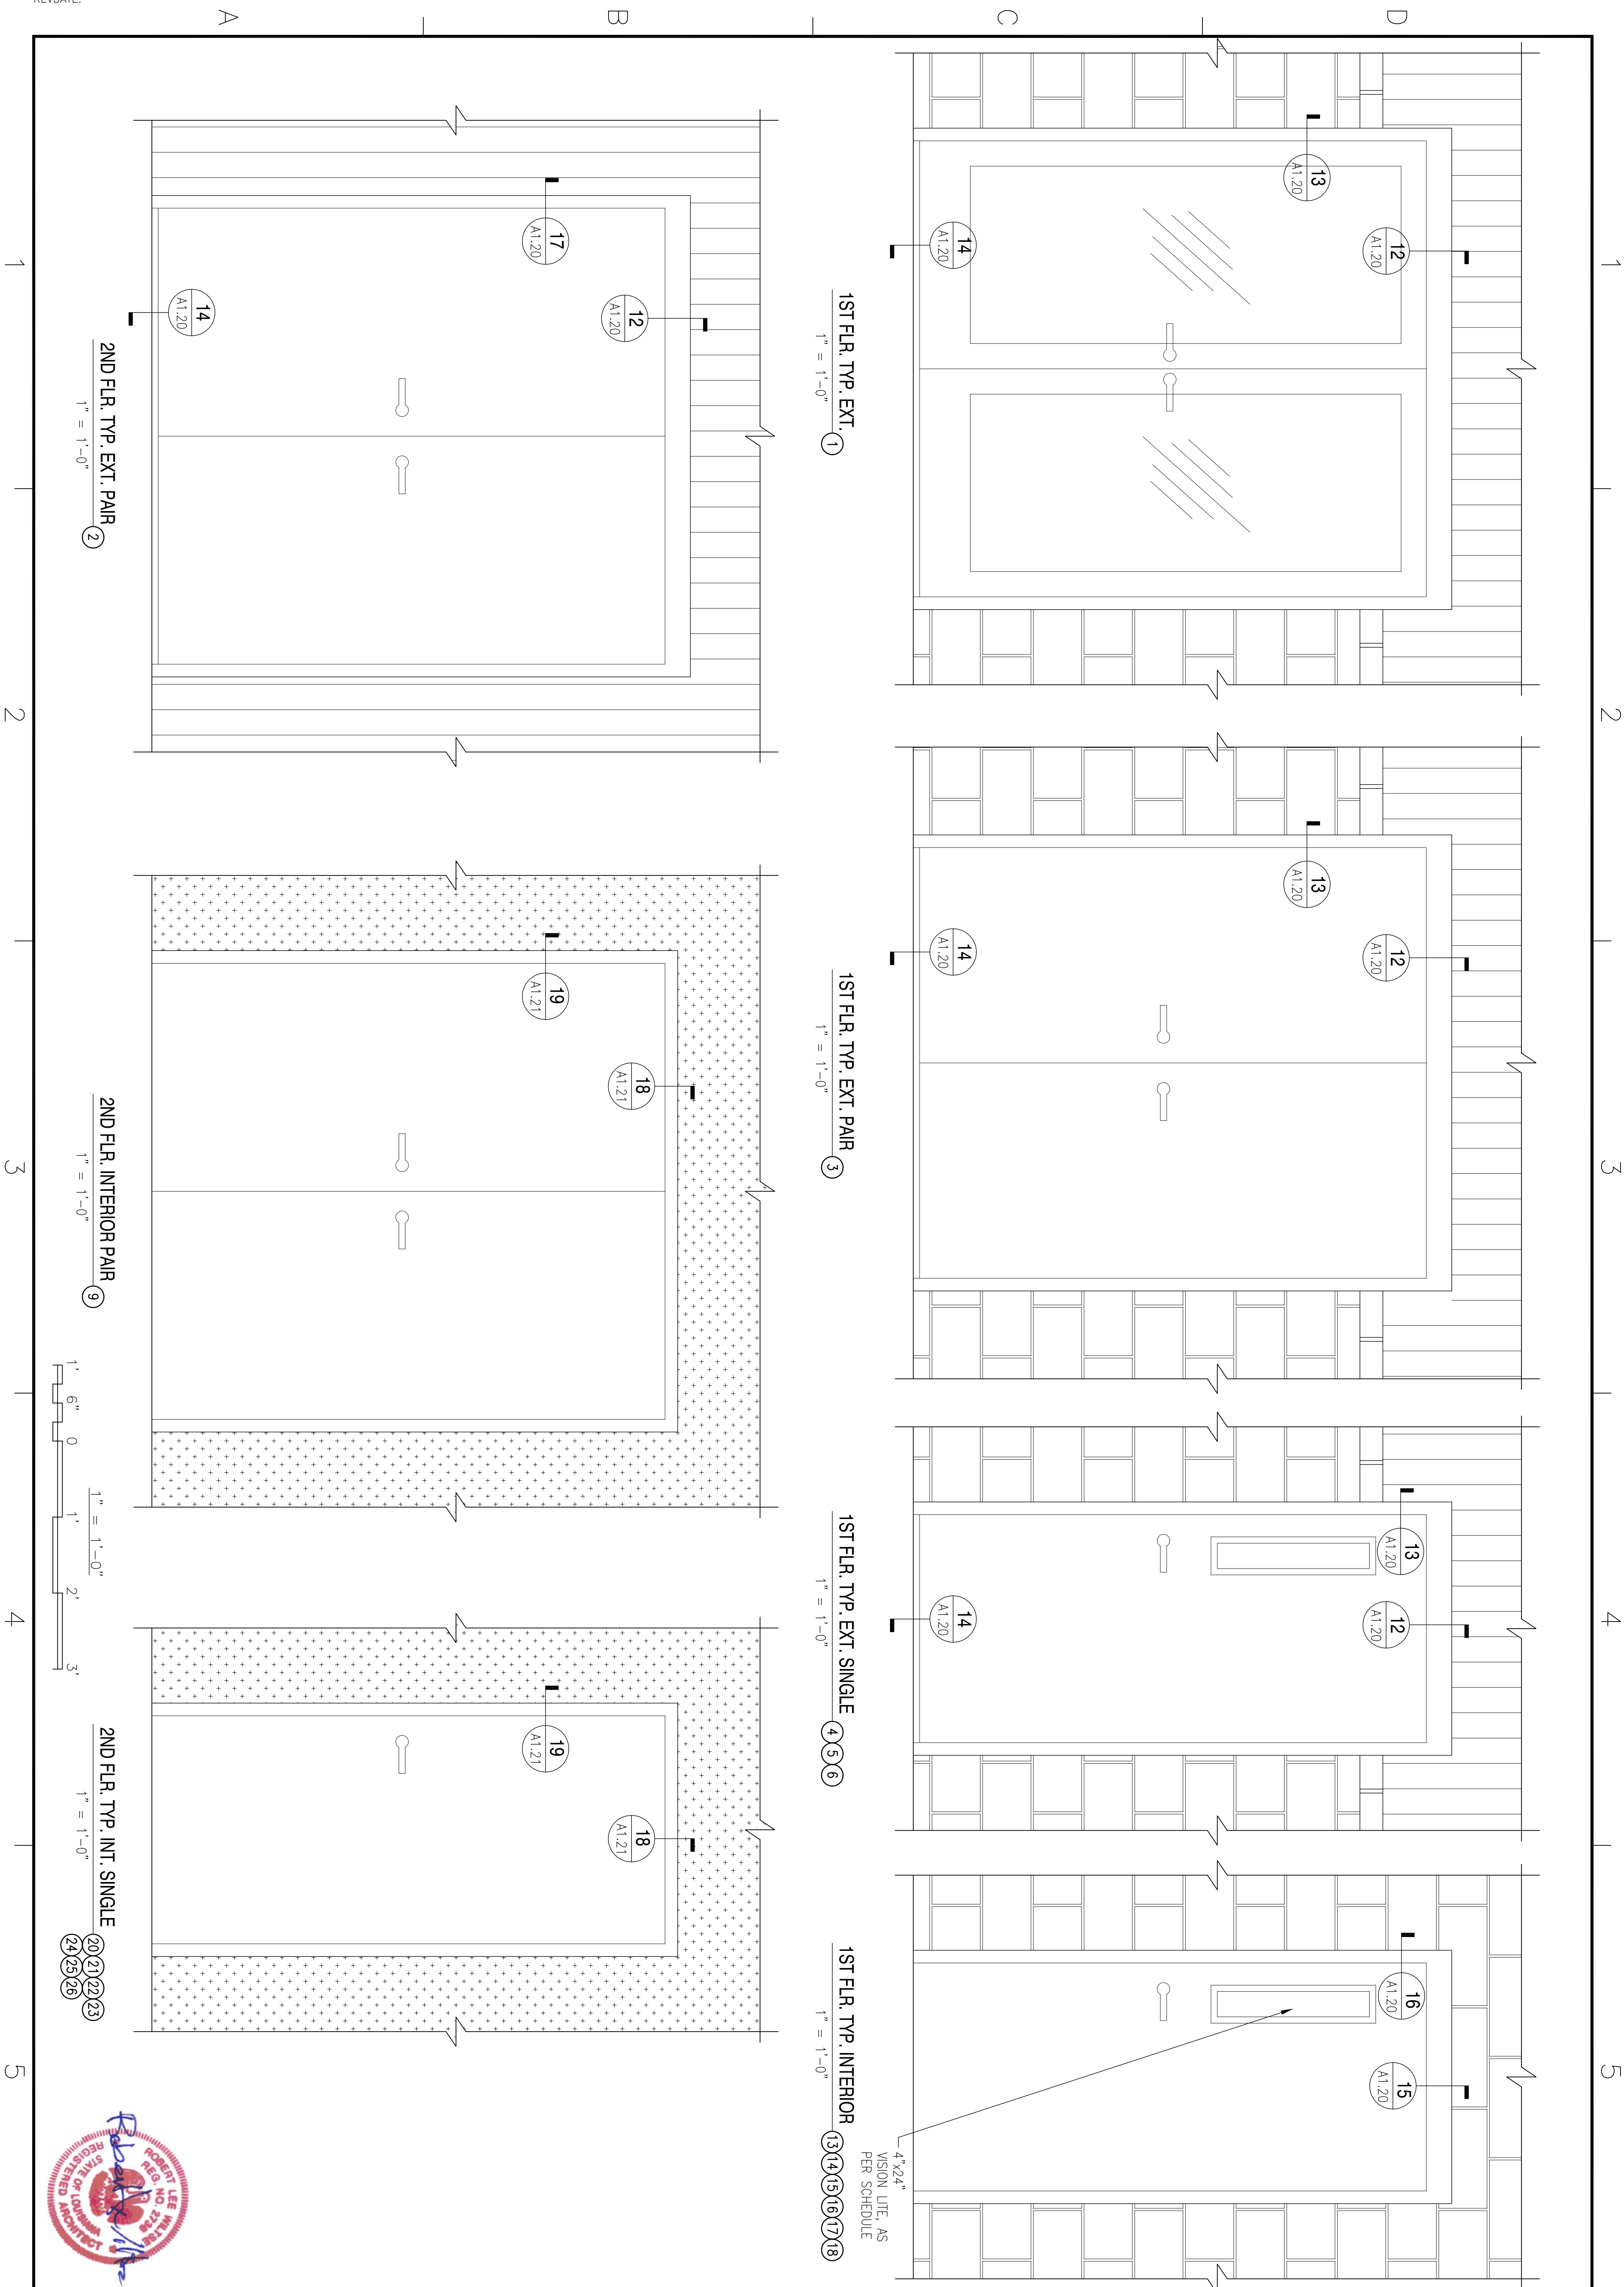 REVDATE:
1
2
3
4
5
D
C
B
A
12
A1.20
13
A1.20
14
A1.20
1ST FLR. TYP. EXT.
1
1" = 1'-0"
12
A1.20
13
A1.20
14
A1.20
1ST FLR. TYP. EXT. PAIR
3
1" = 1'-0"
13
A1.20
12
A1.20
14
A1.20
1ST FLR. TYP. EXT. SINGLE
4 5 6
1" = 1'-0"
16
A1.20
15
A1.20
4"x24"
VISION LITE, AS
PER SCHEDULE
1ST FLR. TYP. INTERIOR
13 14 15 16 17 18
1" = 1'-0"
12
A1.20
17
A1.20
14
A1.20
2ND FLR. TYP. EXT. PAIR
2
1" = 1'-0"
18
A1.21
19
A1.21
2ND FLR. INTERIOR PAIR
9
1" = 1'-0"
1" = 1'-0"
1' 6" 0 1' 2' 3'
18
A1.21
19
A1.21
2ND FLR. TYP. INT. SINGLE
20 21 22 23
1" = 1'-0"
24 25 26
ROBERT LEE WILTSE
REG. NO. 2736
STATE OF LOUISIANA
REGISTERED ARCHITECT
1
2
3
4
5